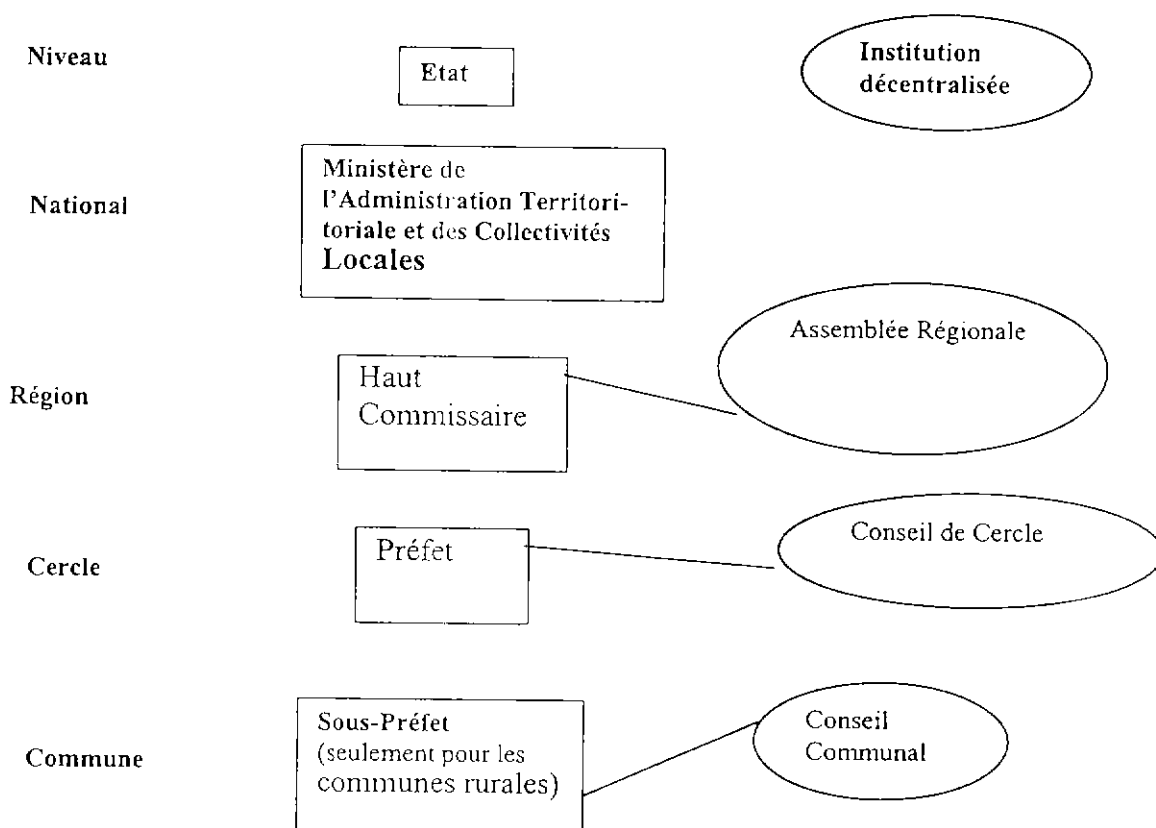 Niveau
Etat
Institution
décentralisée
National
Ministère de
l'Administration Territori-
toriale et des Collectivités
Locales
Région
Haut
Commissaire
Assemblée Régionale
Cercle
Préfet
Conseil de Cercle
Commune
Sous-Préfet
(seulement pour les
communes rurales)
Conseil
Communal